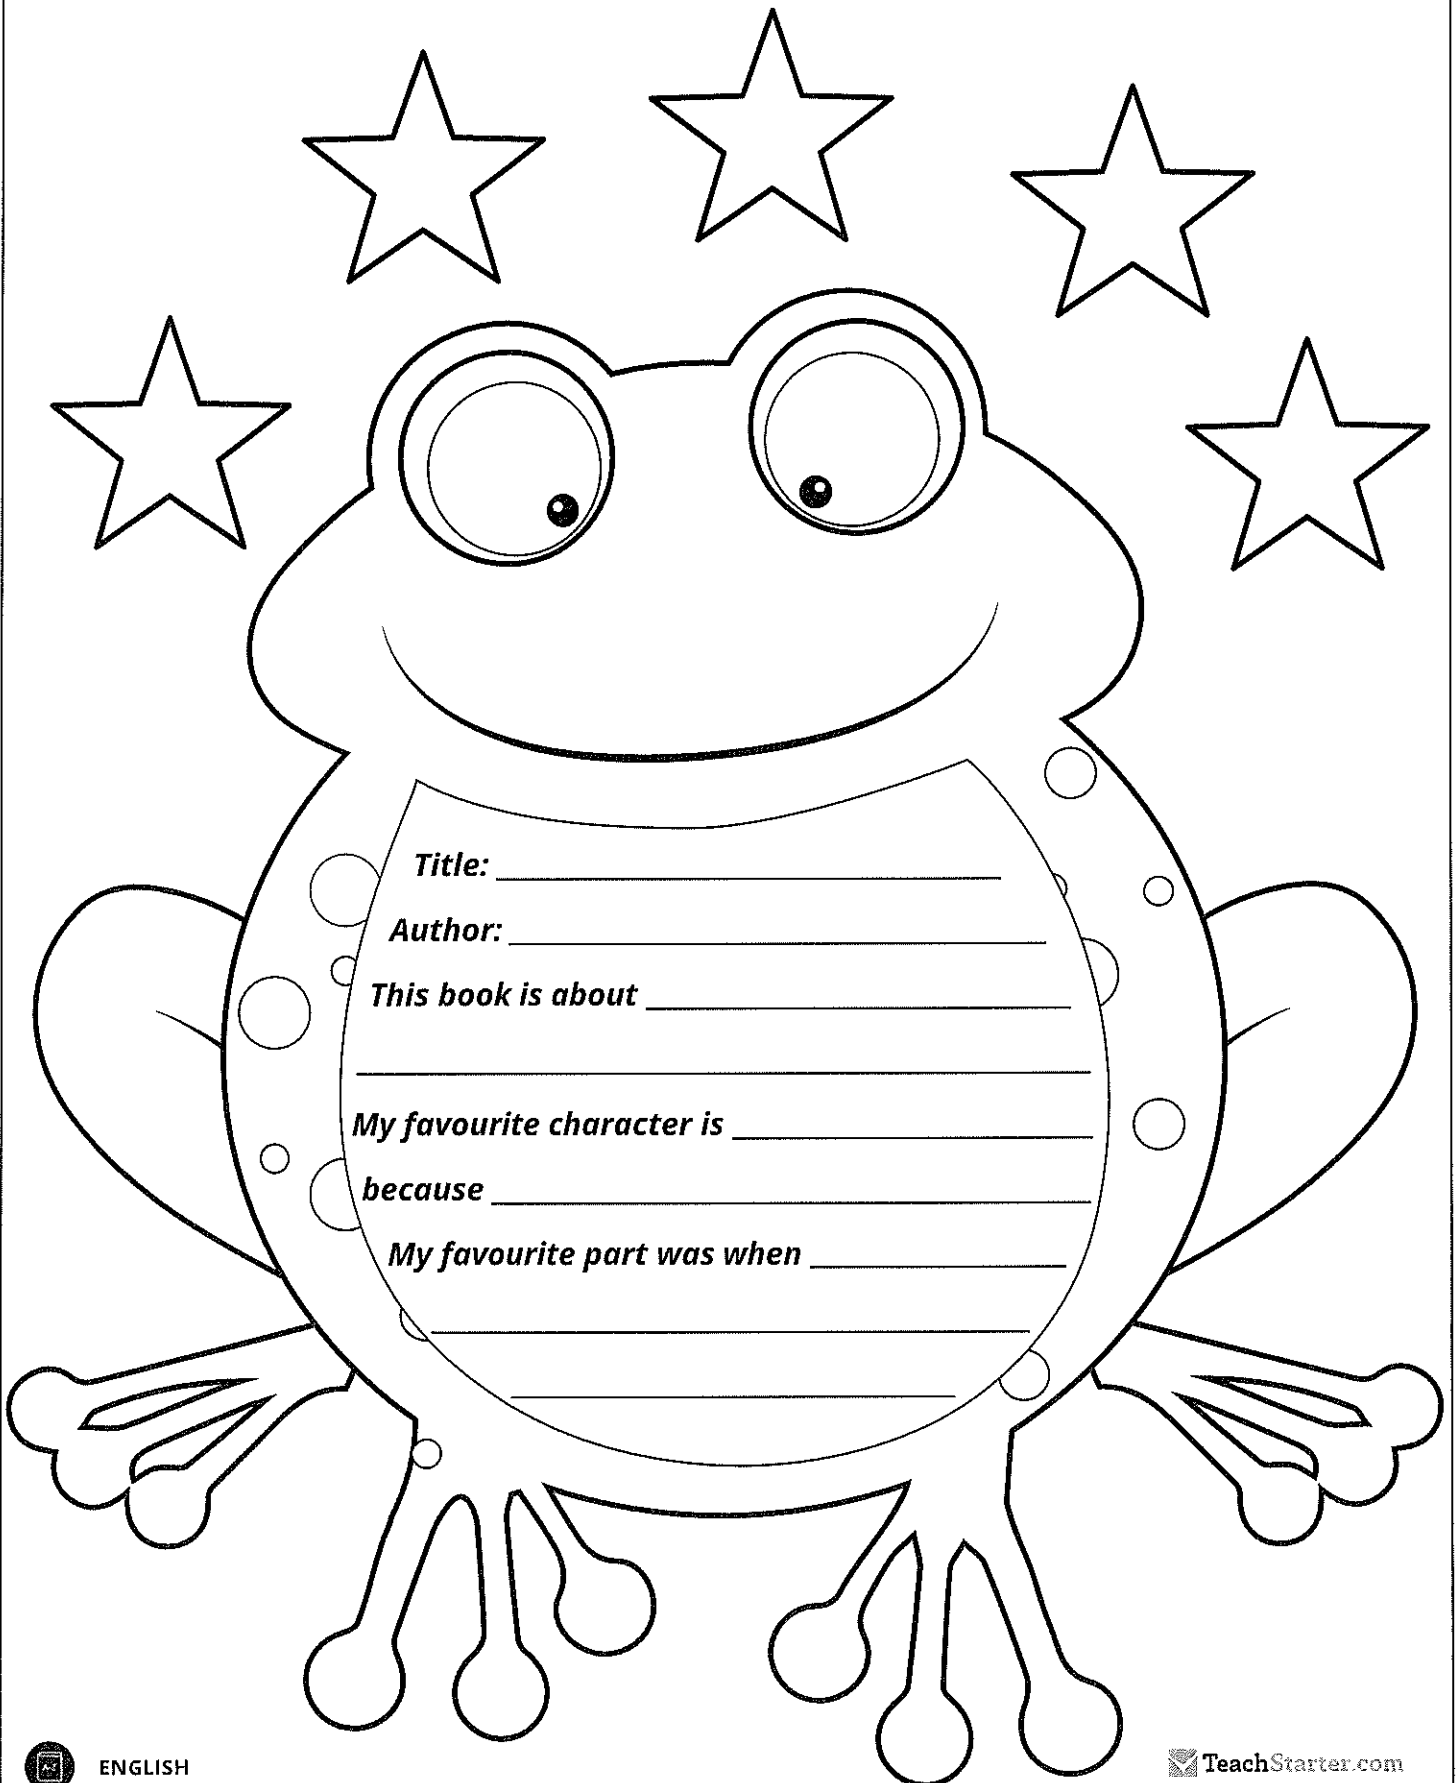 Title:
Author:
This book is about
My favourite character is
because
My favourite part was when
ENGLISH
TeachStarter.com